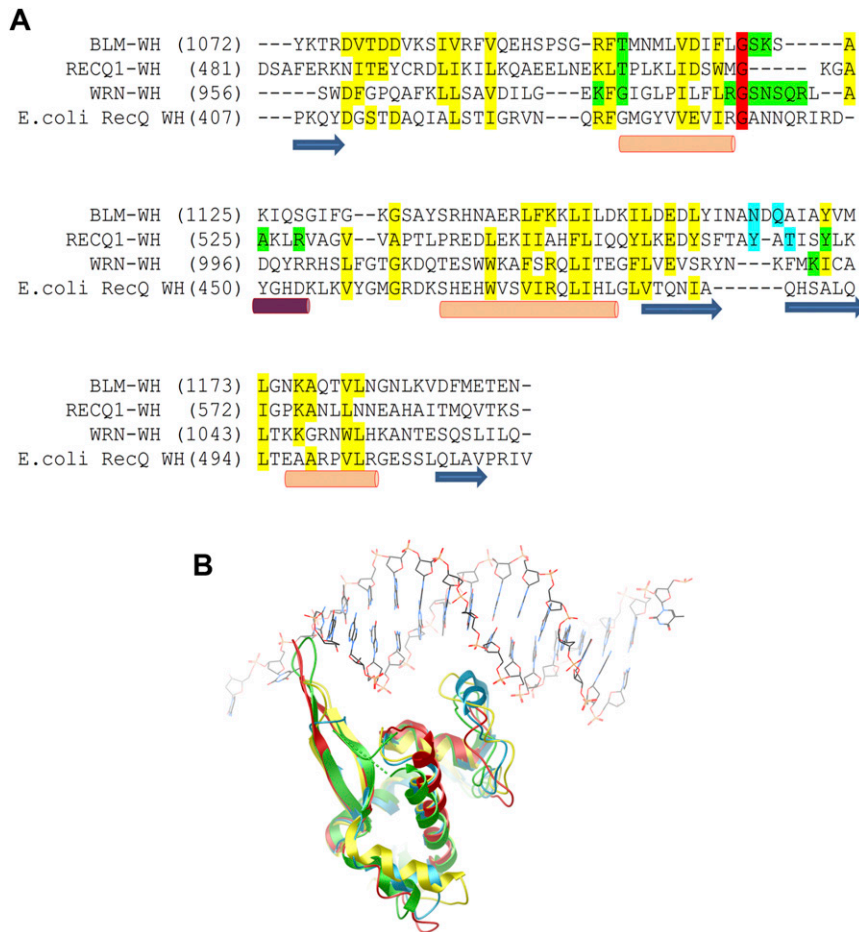 A
BLM-WH (1072) ---YKTRDVTDDVKSIVRFVQEHSPSG-RFTMNMLVDIFLGSKS-----A
RECQ1-WH (481) DSAFERKNITEYCRDLIKILKQAEELNEKLTPLKLIDSWMG-----KGA
WRN-WH (956) -----SWDFGPQAFKLLSAVDILG---EKFGIGLPILFLRGSNSQRL--A
E.coli RecQ WH(407) ---PKQYDGSTDAQIALSTIGRVN---QRFGMGYVVEVIRGANNQRIRD-
BLM-WH (1125) KIQSGIFG--KGSAYSRHNAERLFKKLILDKILDEDLYINANDQAIAYVM
RECQ1-WH (525) AKLRVAGV--VAPTLPREDLEKIIAHFLIQQYLKEDYSFTAY-ATISYLK
WRN-WH (996) DQYRRHSLFGTGKDQTESWWKAFSRQLITEGFLVEVSRYN---KFMKICA
E.coli RecQ WH(450) YGHDKLKVYGMGRDKSHEHWVSVIRQLIHLGLVTQNIA------QHSALQ
BLM-WH (1173) LGNKAQTVLNGNLKVDFMETEN-
RECQ1-WH (572) IGPKANLLNNEAHAITMQVTKS-
WRN-WH (1043) LTKKGRNWLHKANTESQSLILQ-
E.coli RecQ WH(494) LTEAARPVLRGESSLQLAVPRIV
B